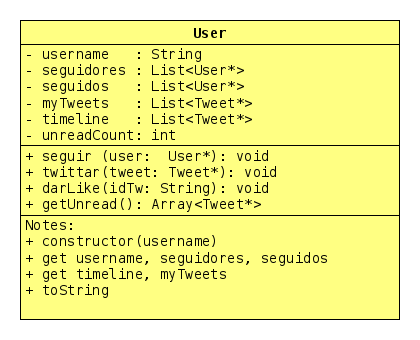 User
- username   : String
- seguidores : List<User*>
- seguidos   : List<User*>
- myTweets   : List<Tweet*>
- timeline   : List<Tweet*>
- unreadCount: int
+ seguir (user:  User*): void
+ twittar(tweet: Tweet*): void
+ darLike(idTw: String): void
+ getUnread(): Array<Tweet*>
Notes:
+ constructor(username)
+ get username, seguidores, seguidos
+ get timeline, myTweets
+ toString